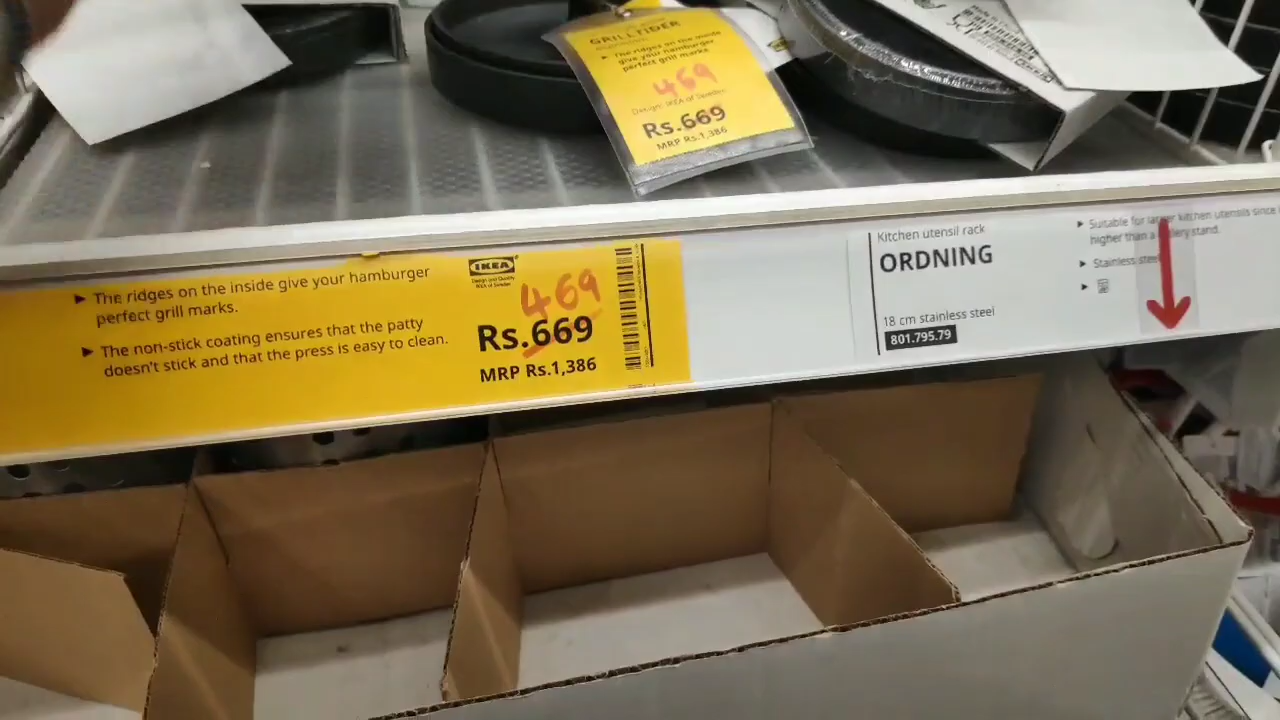 GRILLTIDER
▸ The ridges on the inside
give your hamburger
perfect grill marks.
469
Design: IKEA of Sweden
Rs.669
MRP Rs.1,386
▸ The ridges on the inside give your hamburger
perfect grill marks.
▸ The non-stick coating ensures that the patty
doesn't stick and that the press is easy to clean.
IKEA
Design and Quality
IKEA of Sweden
469
Rs.669
MRP Rs.1,386
Kitchen utensil rack
ORDNING
18 cm stainless steel
801.795.79
▸ Suitable for larger kitchen utensils since
higher than a
stand.
▸ Stainless steel